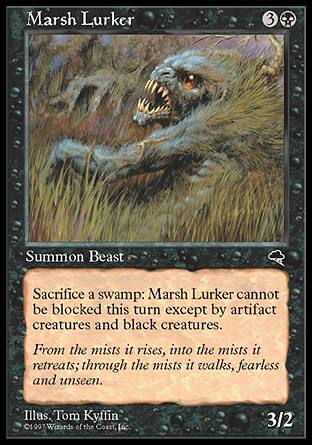 Marsh Lurker 3
Summon Beast
Sacrifice a swamp: Marsh Lurker cannot
be blocked this turn except by artifact
creatures and black creatures.
From the mists it rises, into the mists it
retreats; through the mists it walks, fearless
and unseen.
Illus. Tom Kyffin
©1997 Wizards of the Coast, Inc.
3/2